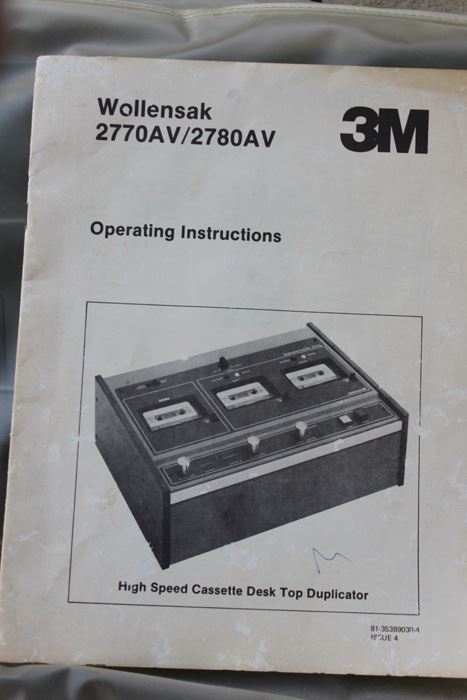 Wollensak
2770AV/2780AV
3M
Operating Instructions
High Speed Cassette Desk Top Duplicator
81-35389030-4
ISSUE 4